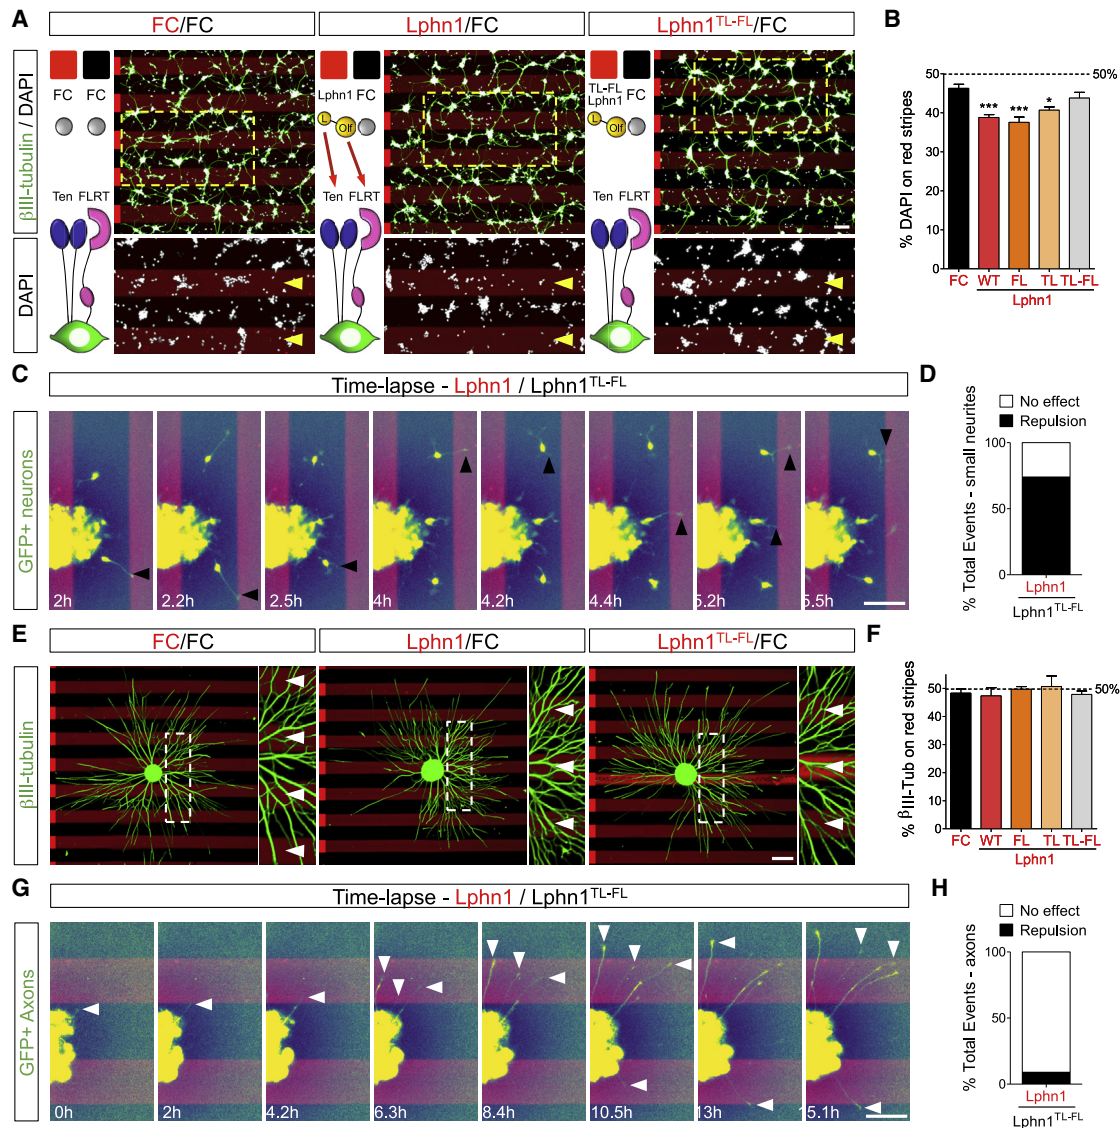 A
FC/FC
Lphn1/FC
Lphn1TL-FL/FC
βIII-tubulin / DAPI
FC FC
Ten FLRT
Lphn1 FC
L Olf
Ten FLRT
TL-FL
Lphn1 FC
Ten FLRT
DAPI
B
% DAPI on red stripes
50
40
30
20
10
0
50%
*** *** *
FC WT FL TL TL-FL
Lphn1
C
Time-lapse - Lphn1 / Lphn1TL-FL
GFP+ neurons
2h 2.2h 2.5h 4h 4.2h 4.4h 5.2h 5.5h
D
No effect
Repulsion
% Total Events - small neurites
100
50
0
Lphn1
Lphn1TL-FL
E
FC/FC
Lphn1/FC
Lphn1TL-FL/FC
βIII-tubulin
F
% βIII-Tub on red stripes
50
40
30
20
10
0
50%
FC WT FL TL TL-FL
Lphn1
G
Time-lapse - Lphn1 / Lphn1TL-FL
GFP+ Axons
0h 2h 4.2h 6.3h 8.4h 10.5h 13h 15.1h
H
No effect
Repulsion
% Total Events - axons
100
50
0
Lphn1
Lphn1TL-FL